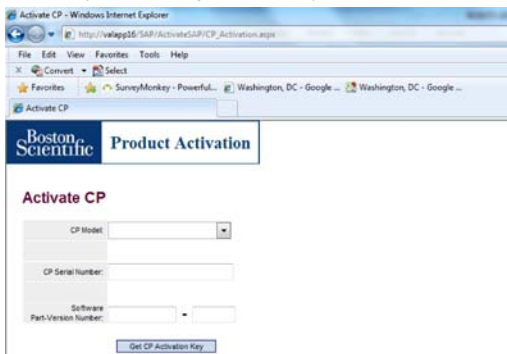 Activate CP - Windows Internet Explorer
http://valapp16/SAP/ActivateSAP/CP_Activation.aspx
File Edit View Favorites Tools Help
x Convert Select
Favorites SurveyMonkey - Powerful... Washington, DC - Google ... Washington, DC - Google ...
Activate CP
Boston Scientific
Product Activation
Activate CP
CP Model:
CP Serial Number:
Software
Part-Version Number: -
Get CP Activation Key